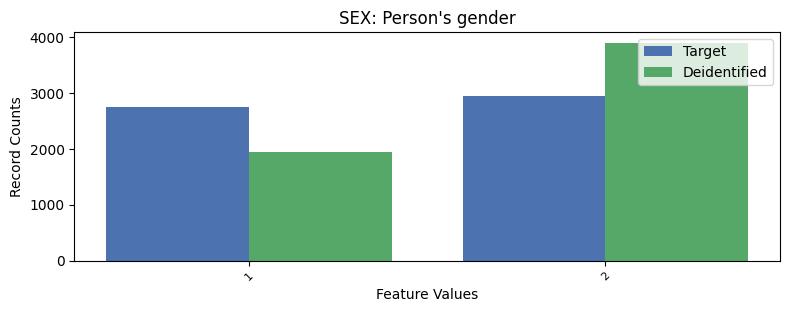 SEX: Person's gender
Target
Deidentified
4000
3000
2000
1000
0
Record Counts
1
2
Feature Values